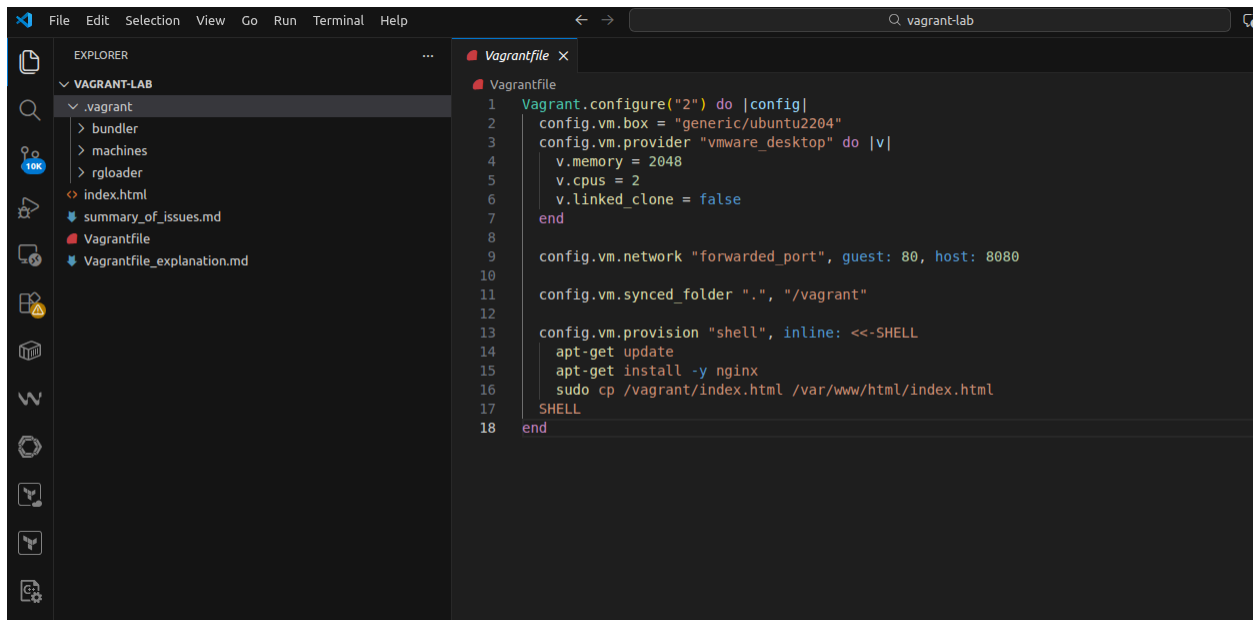 File Edit Selection View Go Run Terminal Help
vagrant-lab
EXPLORER
VAGRANT-LAB
.vagrant
bundler
machines
rgloader
index.html
summary_of_issues.md
Vagrantfile
Vagrantfile_explanation.md
10K
Vagrantfile
Vagrantfile
1 Vagrant.configure("2") do |config|
2   config.vm.box = "generic/ubuntu2204"
3   config.vm.provider "vmware_desktop" do |v|
4     v.memory = 2048
5     v.cpus = 2
6     v.linked_clone = false
7   end
8
9   config.vm.network "forwarded_port", guest: 80, host: 8080
10
11   config.vm.synced_folder ".", "/vagrant"
12
13   config.vm.provision "shell", inline: <<-SHELL
14     apt-get update
15     apt-get install -y nginx
16     sudo cp /vagrant/index.html /var/www/html/index.html
17   SHELL
18 end